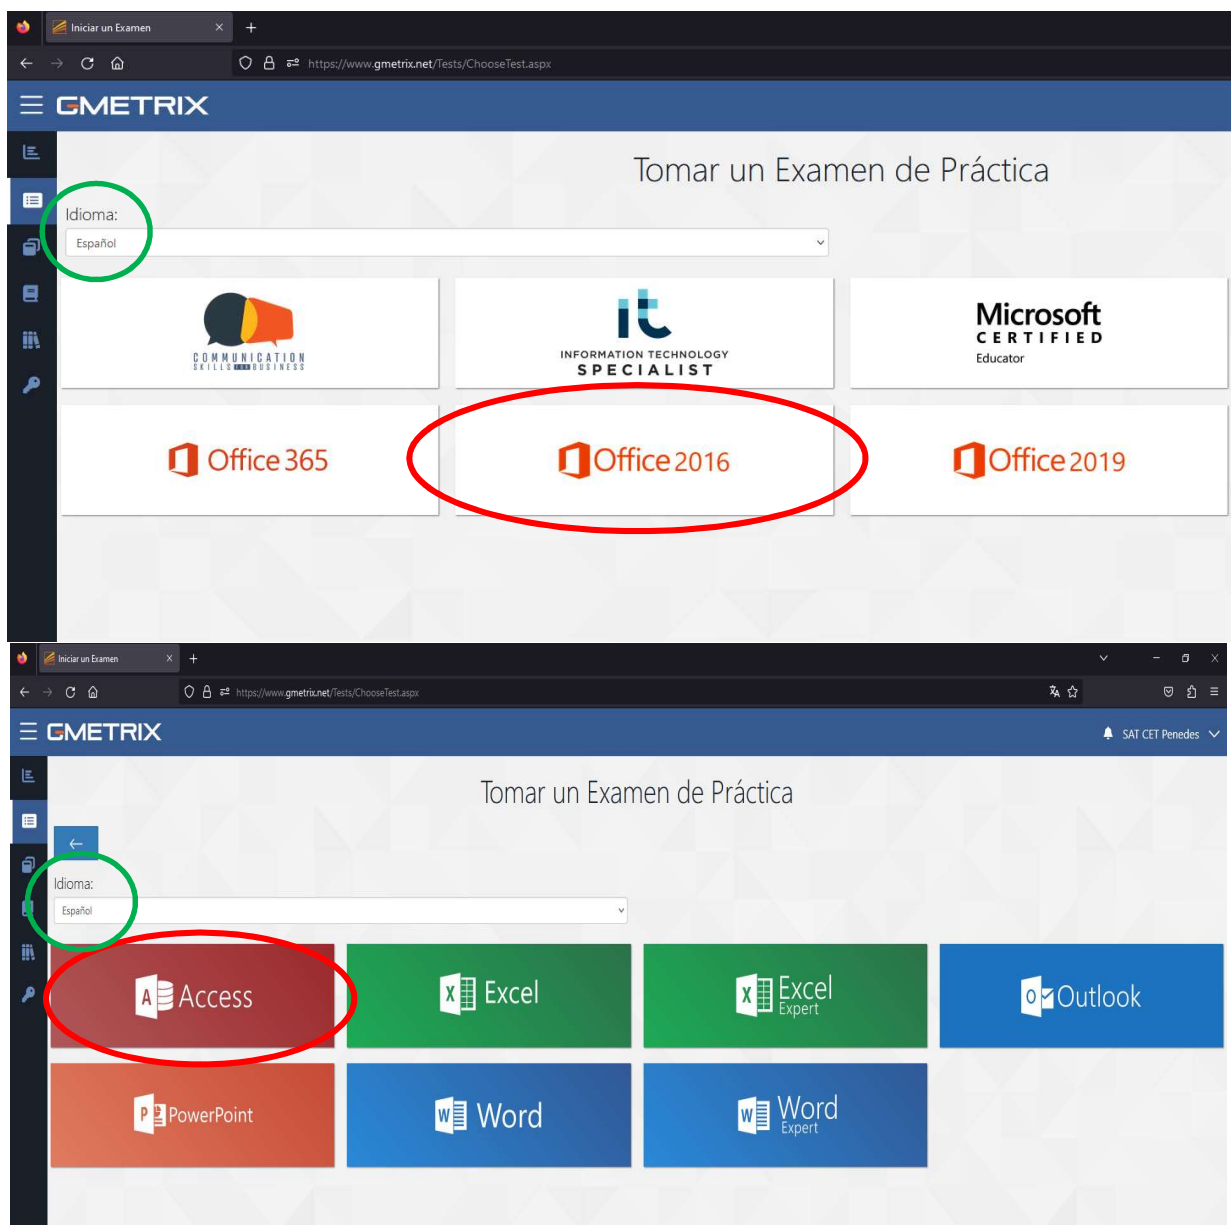 Iniciar un Examen
https://www.gmetrix.net/Tests/ChooseTest.aspx
GMETRIX
Tomar un Examen de Práctica
Idioma:
Español
COMMUNICATION
SKILLS FOR BUSINESS
it
INFORMATION TECHNOLOGY
SPECIALIST
Microsoft
CERTIFIED
Educator
Office 365
Office 2016
Office 2019
Iniciar un Examen
https://www.gmetrix.net/Tests/ChooseTest.aspx
GMETRIX
SAT CET Penedes
Tomar un Examen de Práctica
Idioma:
Español
A Access
X Excel
X Excel
Expert
O Outlook
P PowerPoint
W Word
W Word
Expert